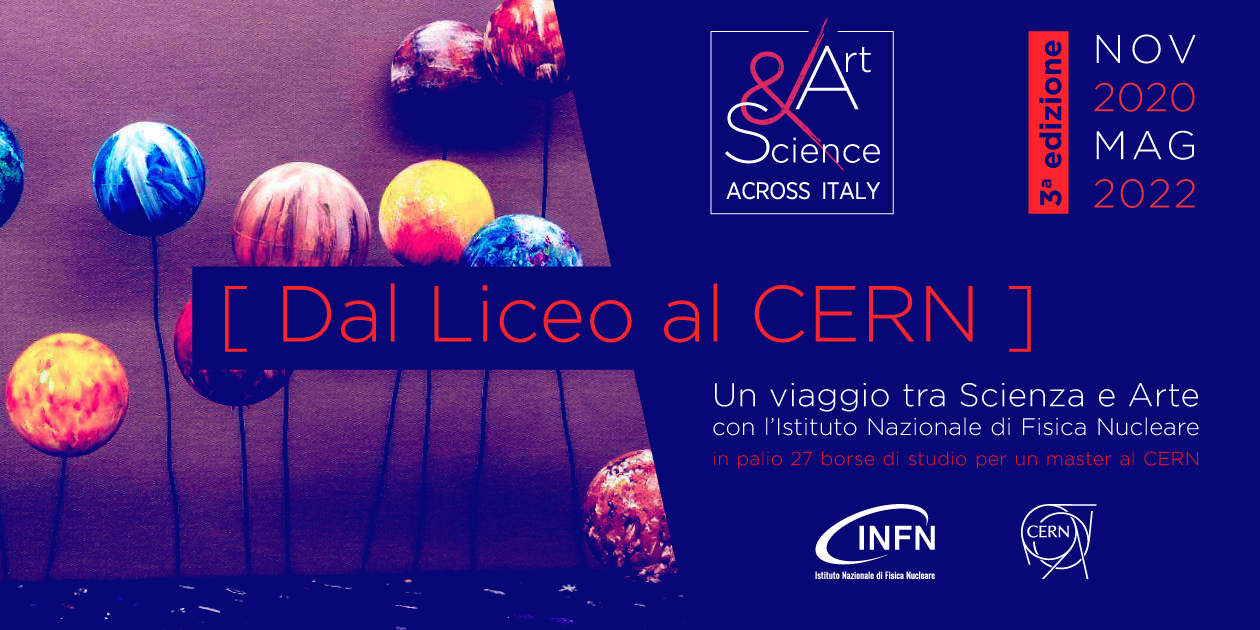 & Art
Science
ACROSS ITALY
3ª edizione
NOV
2020
MAG
2022
[ Dal Liceo al CERN ]
Un viaggio tra Scienza e Arte
con l'Istituto Nazionale di Fisica Nucleare
in palio 27 borse di studio per un master al CERN
INFN
Istituto Nazionale di Fisica Nucleare
CERN